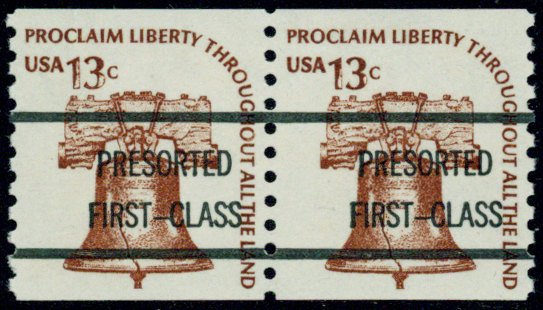 PROCLAIM LIBERTY THROUGHOUT ALL THE LAND
USA 13c
PRESORTED
FIRST-CLASS
PROCLAIM LIBERTY THROUGHOUT ALL THE LAND
USA 13c
PRESORTED
FIRST-CLASS